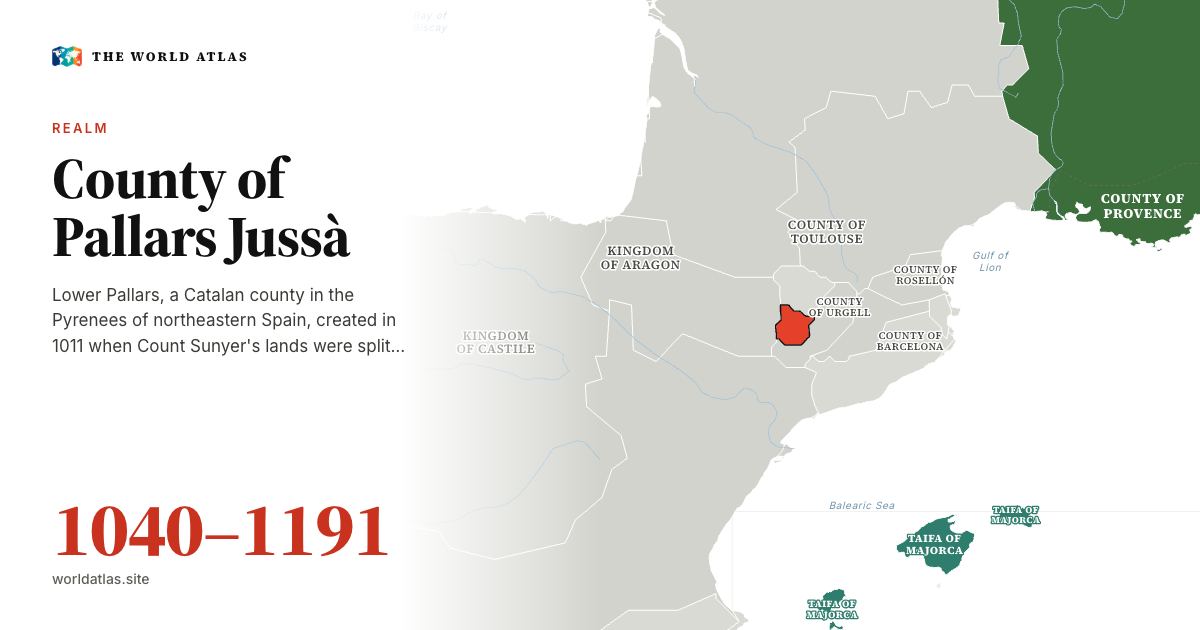 THE WORLD ATLAS
REALM
County of
Pallars Jussà
Lower Pallars, a Catalan county in the
Pyrenees of northeastern Spain, created in
1011 when Count Sunyer's lands were split...
1040–1191
worldatlas.site
Bay of
Biscay
COUNTY OF
PROVENCE
COUNTY OF
TOULOUSE
KINGDOM
OF ARAGON
Gulf of
Lion
COUNTY OF
ROSELLÓN
COUNTY
OF URGELL
KINGDOM
OF CASTILE
COUNTY OF
BARCELONA
Balearic Sea
TAIFA OF
MAJORCA
TAIFA OF
MAJORCA
TAIFA OF
MAJORCA